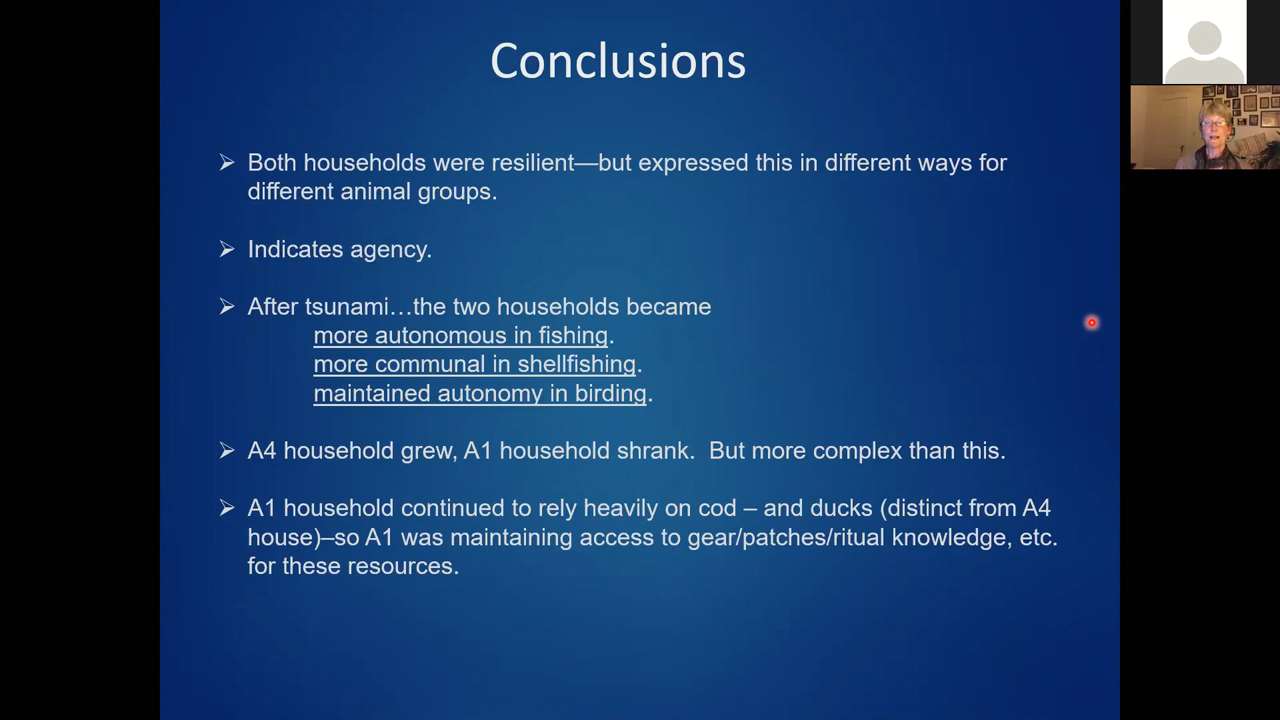 Conclusions
Both households were resilient—but expressed this in different ways for
different animal groups.
Indicates agency.
After tsunami…the two households became
more autonomous in fishing.
more communal in shellfishing.
maintained autonomy in birding.
A4 household grew, A1 household shrank.  But more complex than this.
A1 household continued to rely heavily on cod – and ducks (distinct from A4
house)–so A1 was maintaining access to gear/patches/ritual knowledge, etc.
for these resources.